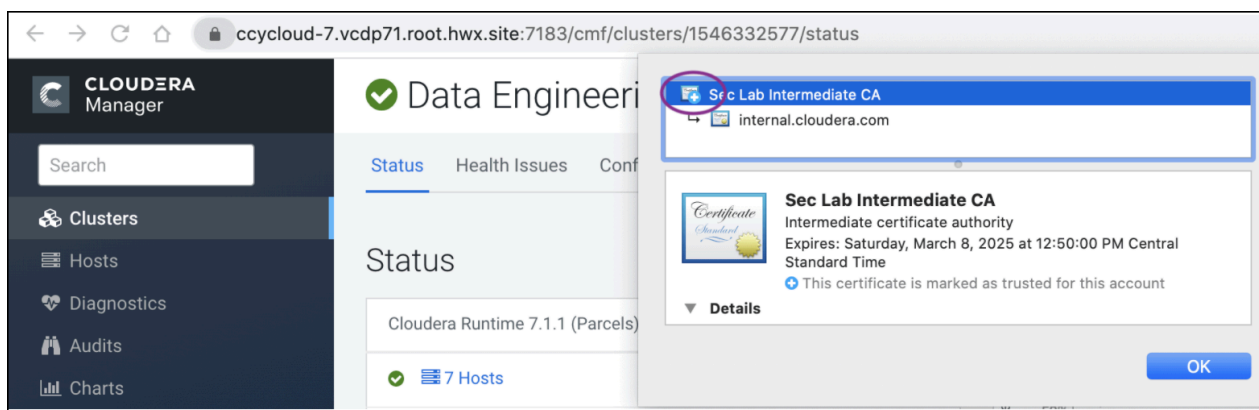 ccycloud-7.vcdp71.root.hwx.site:7183/cmf/clusters/1546332577/status
CLOUDERA
Manager
Search
Clusters
Hosts
Diagnostics
Audits
Charts
Data Engineeri
Status Health Issues Conf
Status
Cloudera Runtime 7.1.1 (Parcels)
7 Hosts
Sec Lab Intermediate CA
internal.cloudera.com
Certificate
Standard
Sec Lab Intermediate CA
Intermediate certificate authority
Expires: Saturday, March 8, 2025 at 12:50:00 PM Central
Standard Time
This certificate is marked as trusted for this account
Details
OK